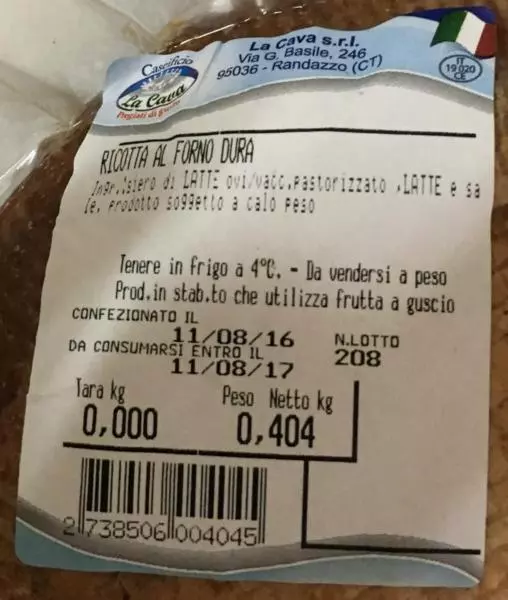 Caseificio
La Cava
Pregiati di gusto
La Cava s.r.l.
Via G. Basile, 246
95036 - Randazzo (CT)
IT
19 020
CE
RICOTTA AL FORNO DURA
Ingr.:siero di LATTE ovi/vacc.pastorizzato ,LATTE e sa
le. Prodotto soggetto a calo peso
Tenere in frigo a 4°C. - Da vendersi a peso
Prod.in stab.to che utilizza frutta a guscio
CONFEZIONATO IL
11/08/16
N.LOTTO
DA CONSUMARSI ENTRO IL
208
11/08/17
Tara kg
Peso Netto kg
0,000
0,404
2 738506 004045